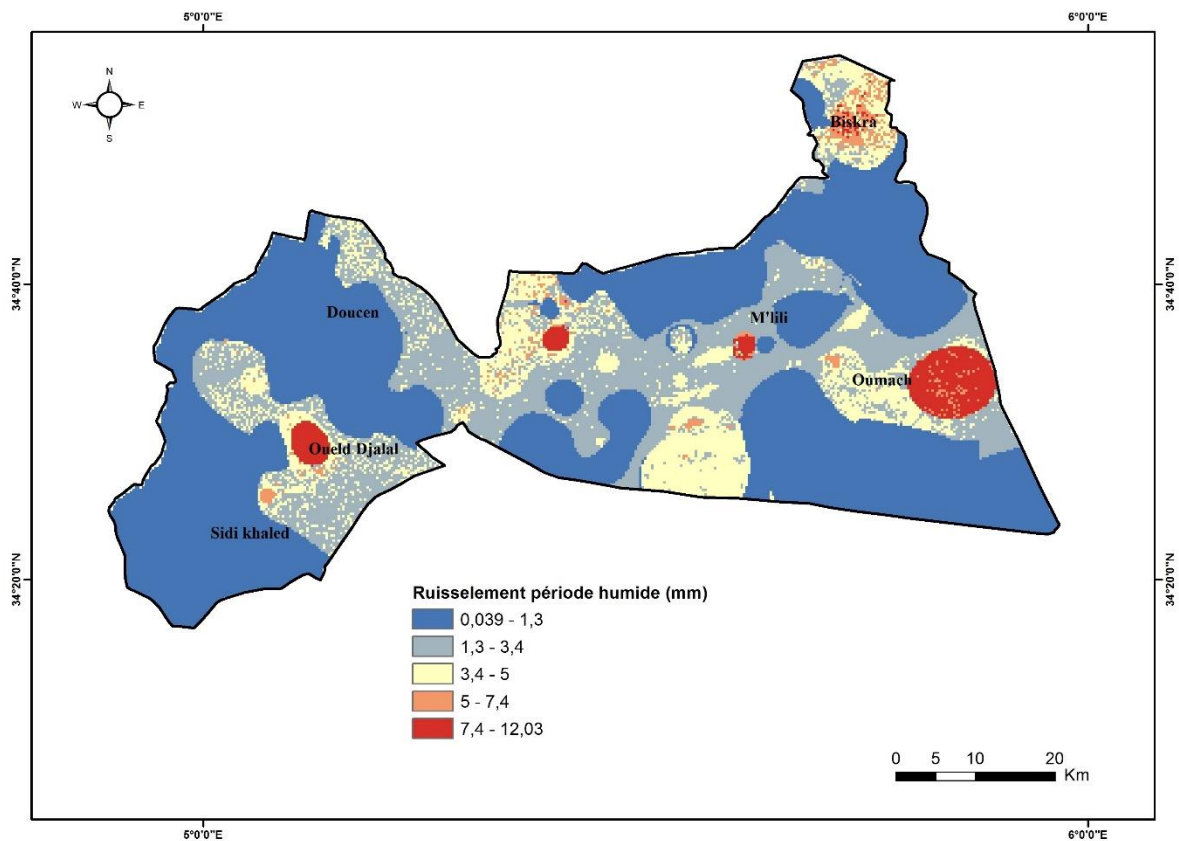 5°0'0"E
6°0'0"E
N
W
E
S
Biskra
34°40'0"N
34°40'0"N
Doucen
M'lili
Oumach
Oueld Djalal
Sidi khaled
34°20'0"N
34°20'0"N
Ruisselement période humide (mm)
0,039 - 1,3
1,3 - 3,4
3,4 - 5
5 - 7,4
7,4 - 12,03
0 5 10 20
Km
5°0'0"E
6°0'0"E